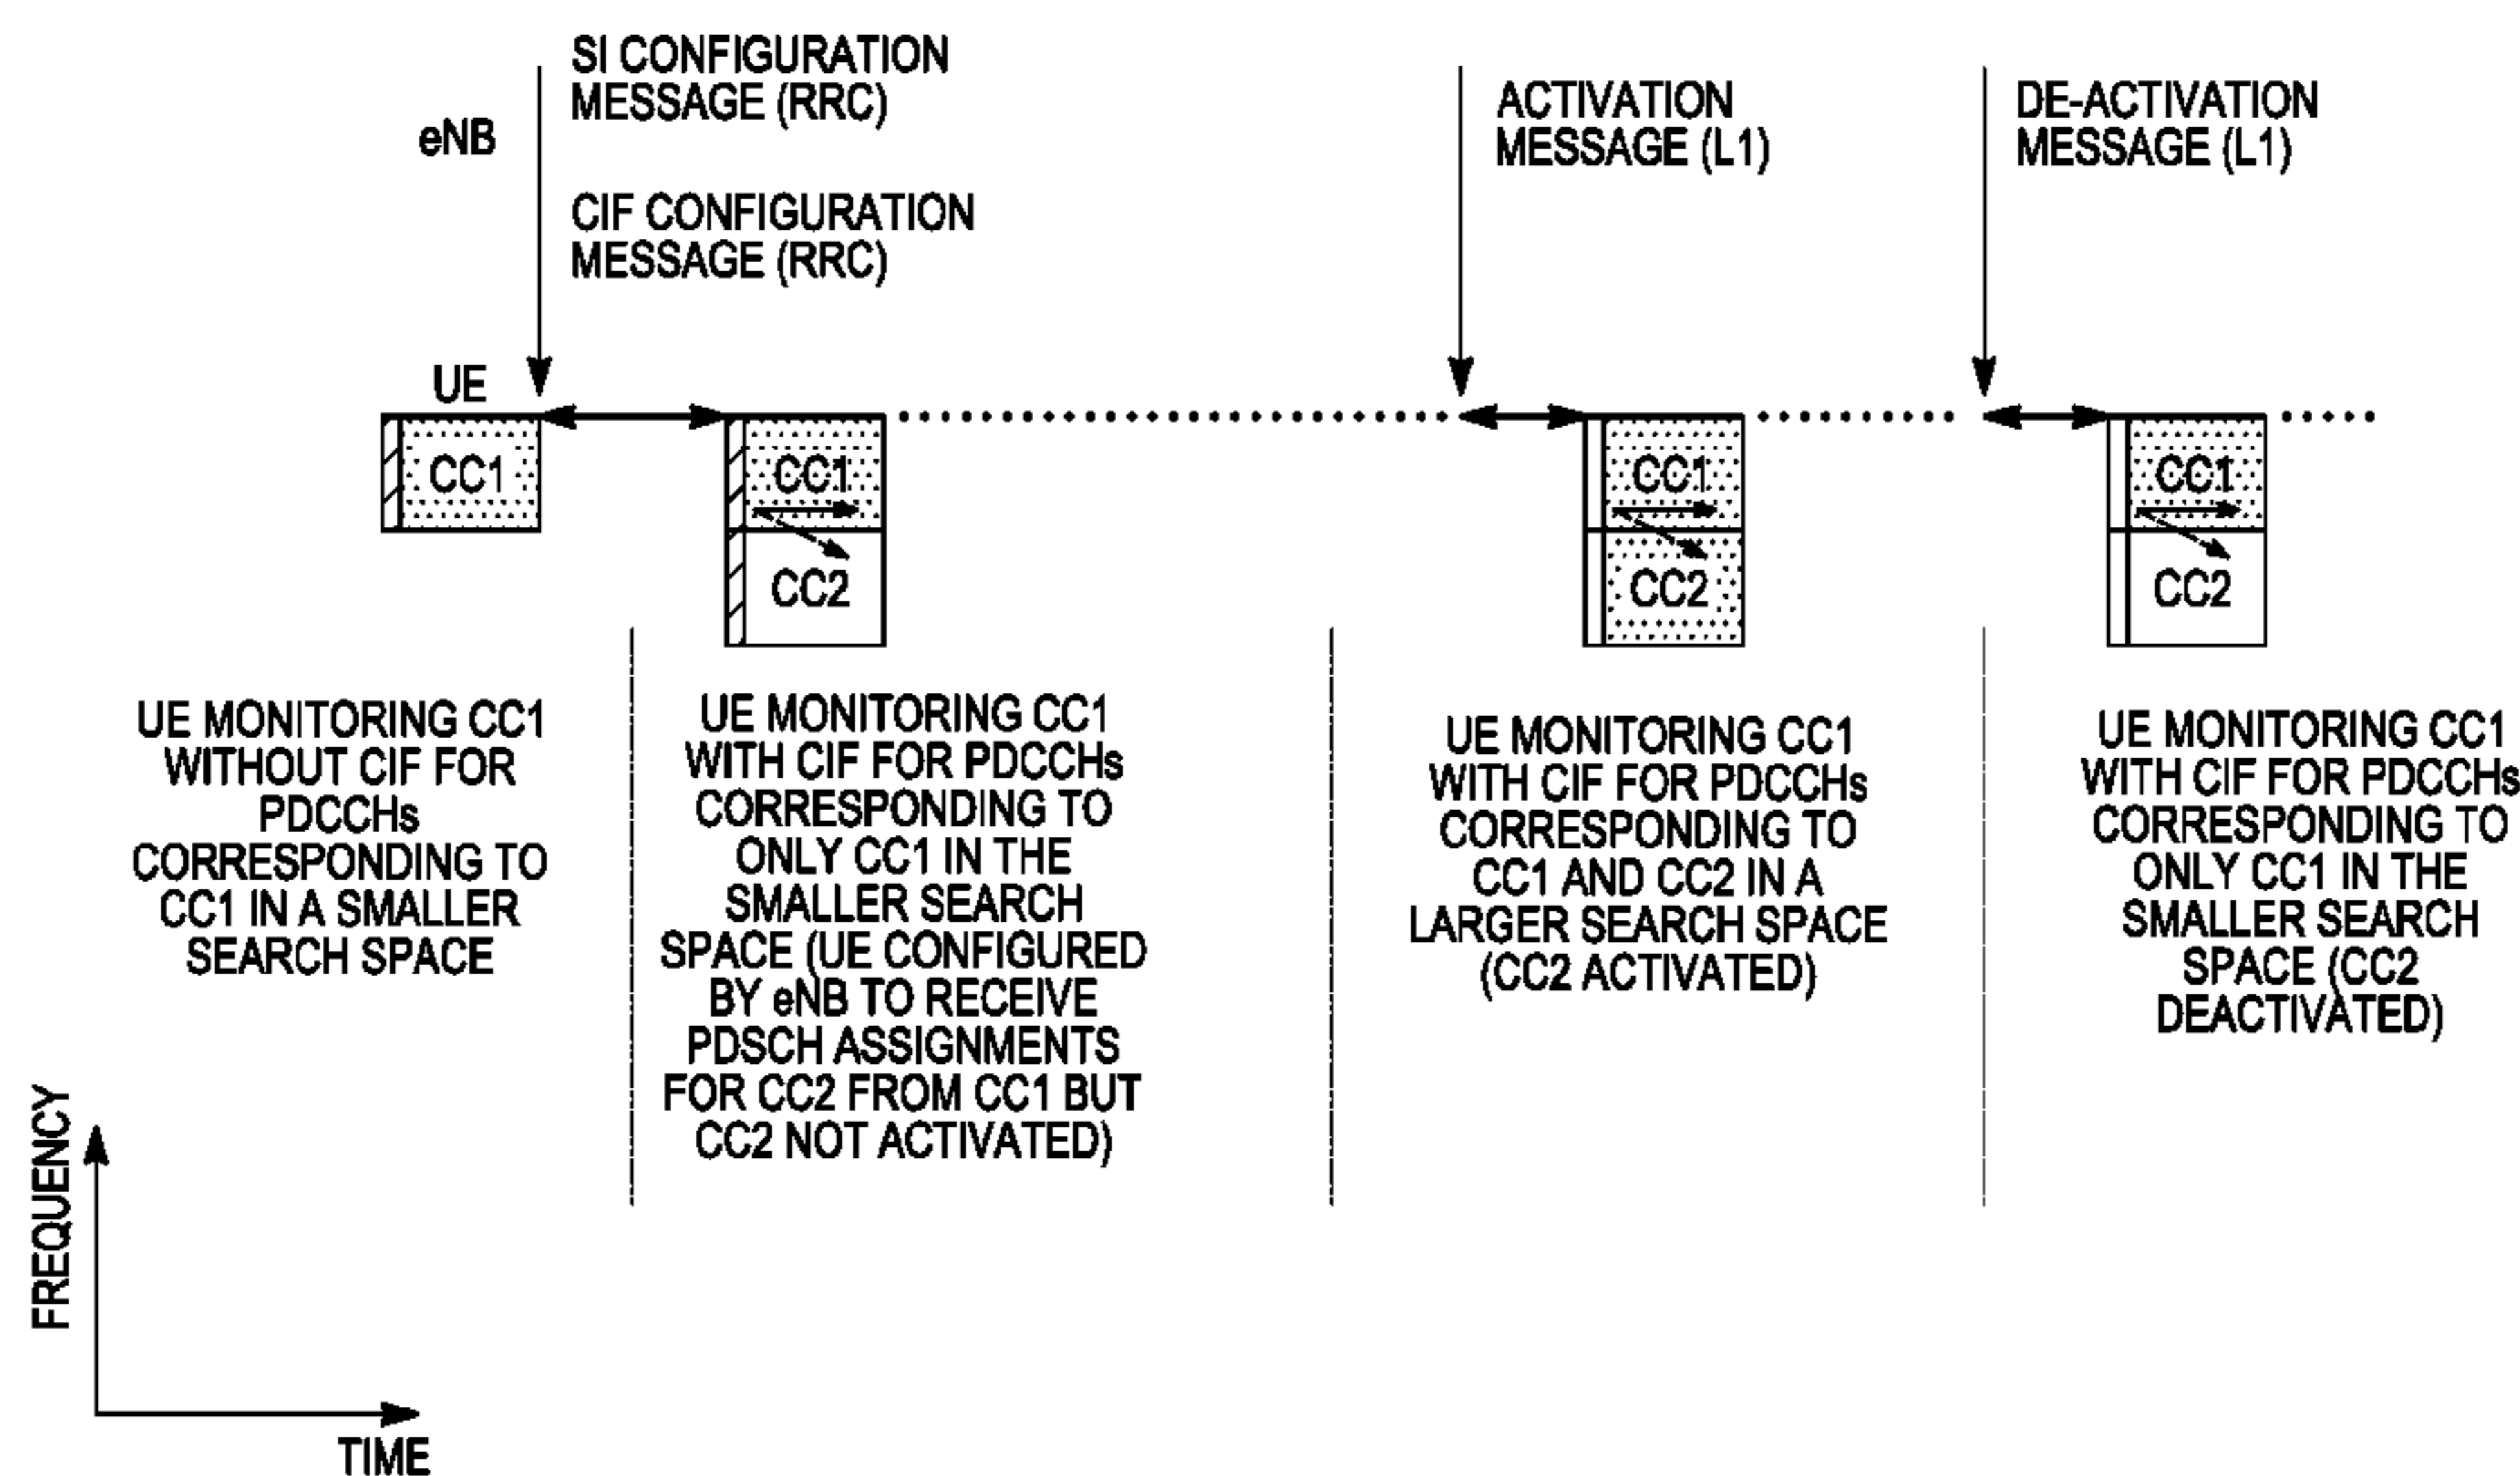 SI CONFIGURATION
MESSAGE (RRC)
eNB
CIF CONFIGURATION
MESSAGE (RRC)
ACTIVATION
MESSAGE (L1)
DE-ACTIVATION
MESSAGE (L1)
UE
CC1
CC1
CC2
CC1
CC2
CC1
CC2
UE MONITORING CC1
WITHOUT CIF FOR
PDCCHs
CORRESPONDING TO
CC1 IN A SMALLER
SEARCH SPACE
UE MONITORING CC1
WITH CIF FOR PDCCHs
CORRESPONDING TO
ONLY CC1 IN THE
SMALLER SEARCH
SPACE (UE CONFIGURED
BY eNB TO RECEIVE
PDSCH ASSIGNMENTS
FOR CC2 FROM CC1 BUT
CC2 NOT ACTIVATED)
UE MONITORING CC1
WITH CIF FOR PDCCHs
CORRESPONDING TO
CC1 AND CC2 IN A
LARGER SEARCH SPACE
(CC2 ACTIVATED)
UE MONITORING CC1
WITH CIF FOR PDCCHs
CORRESPONDING TO
ONLY CC1 IN THE
SMALLER SEARCH
SPACE (CC2
DEACTIVATED)
FREQUENCY
TIME